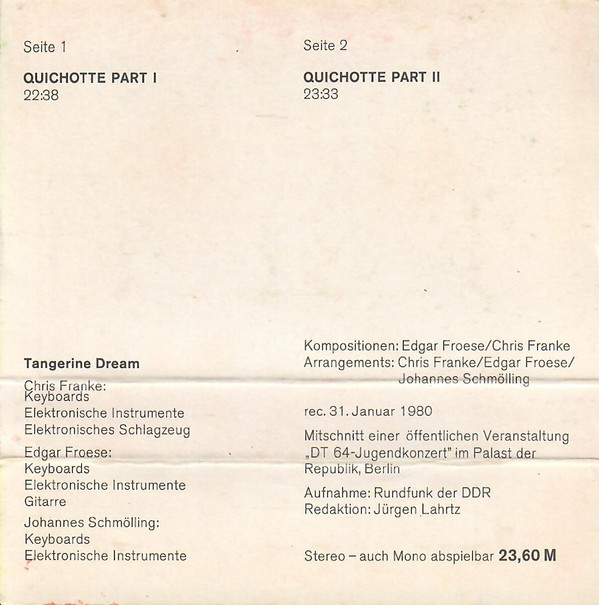 Seite 1
QUICHOTTE PART I
22:38
Seite 2
QUICHOTTE PART II
23:33
Tangerine Dream
Chris Franke:
Keyboards
Elektronische Instrumente
Elektronisches Schlagzeug
Edgar Froese:
Keyboards
Elektronische Instrumente
Gitarre
Johannes Schmölling:
Keyboards
Elektronische Instrumente
Kompositionen: Edgar Froese/Chris Franke
Arrangements: Chris Franke/Edgar Froese/
Johannes Schmölling
rec. 31. Januar 1980
Mitschnitt einer öffentlichen Veranstaltung
„DT 64-Jugendkonzert" im Palast der
Republik, Berlin
Aufnahme: Rundfunk der DDR
Redaktion: Jürgen Lahrtz
Stereo – auch Mono abspielbar 23,60 M